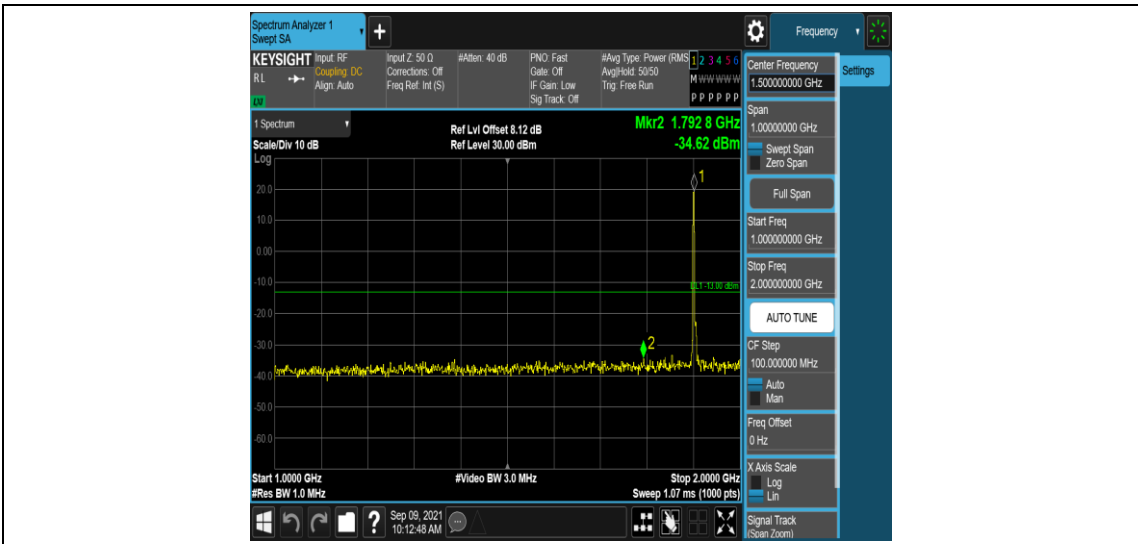 Spectrum Analyzer 1
Swept SA
+
Frequency
KEYSIGHT
R L
LXI
Input: RF
Coupling: DC
Align: Auto
Input Z: 50 Ω
Corrections: Off
Freq Ref: Int (S)
#Atten: 40 dB
PNO: Fast
Gate: Off
IF Gain: Low
Sig Track: Off
#Avg Type: Power (RMS
Avg|Hold: 50/50
Trig: Free Run
1 2 3 4 5 6
M W W W W W
P P P P P P
1 Spectrum
Scale/Div 10 dB
Ref Lvl Offset 8.12 dB
Ref Level 30.00 dBm
Mkr2 1.792 8 GHz
-34.62 dBm
Log
1
20.0
10.0
0.00
-10.0
DL1 -13.00 dBm
-20.0
-30.0
2
-40.0
-50.0
-60.0
Start 1.0000 GHz
#Res BW 1.0 MHz
#Video BW 3.0 MHz
Stop 2.0000 GHz
Sweep 1.07 ms (1000 pts)
?
Sep 09, 2021
10:12:48 AM
Center Frequency
1.500000000 GHz
Settings
Span
1.00000000 GHz
Swept Span
Zero Span
Full Span
Start Freq
1.000000000 GHz
Stop Freq
2.000000000 GHz
AUTO TUNE
CF Step
100.000000 MHz
Auto
Man
Freq Offset
0 Hz
X Axis Scale
Log
Lin
Signal Track
(Span Zoom)